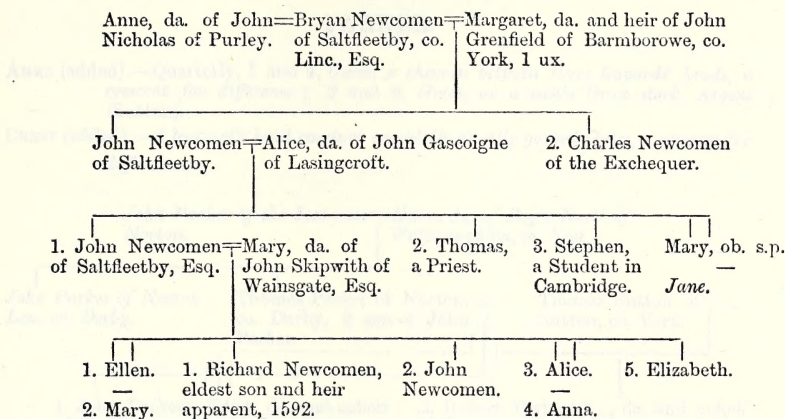 Anne, da. of John=Bryan Newcomen=Margaret, da. and heir of John
Nicholas of Purley. of Saltfleetby, co. Grenfield of Barmborowe, co.
Linc., Esq. York, 1 ux.
John Newcomen=Alice, da. of John Gascoigne 2. Charles Newcomen
of Saltfleetby. of Lasingcroft. of the Exchequer.
1. John Newcomen=Mary, da. of 2. Thomas, 3. Stephen, Mary, ob. s.p.
of Saltfleetby, Esq. John Skipwith of a Priest. a Student in —
Wainsgate, Esq. Cambridge. Jane.
1. Ellen. 1. Richard Newcomen, 2. John 3. Alice. 5. Elizabeth.
— eldest son and heir Newcomen. —
2. Mary. apparent, 1592. 4. Anna.